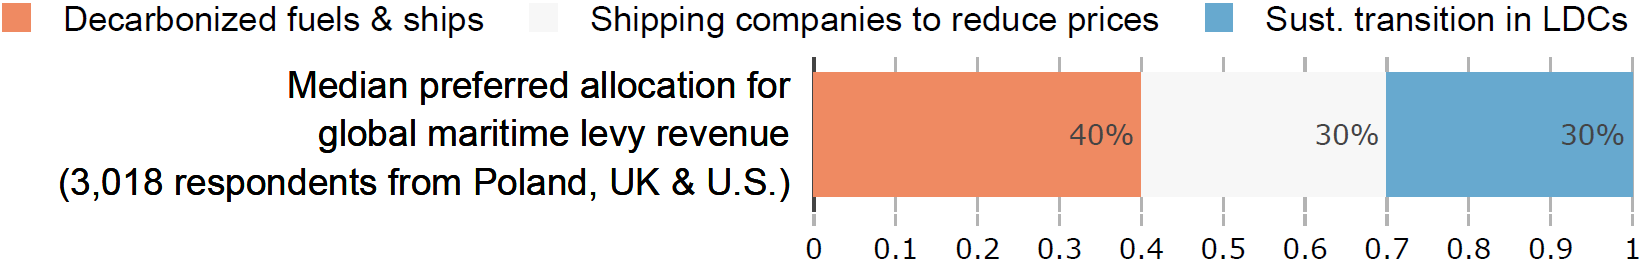 Decarbonized fuels & ships Shipping companies to reduce prices Sust. transition in LDCs
Median preferred allocation for
global maritime levy revenue
(3,018 respondents from Poland, UK & U.S.)
40% 30% 30%
0 0.1 0.2 0.3 0.4 0.5 0.6 0.7 0.8 0.9 1